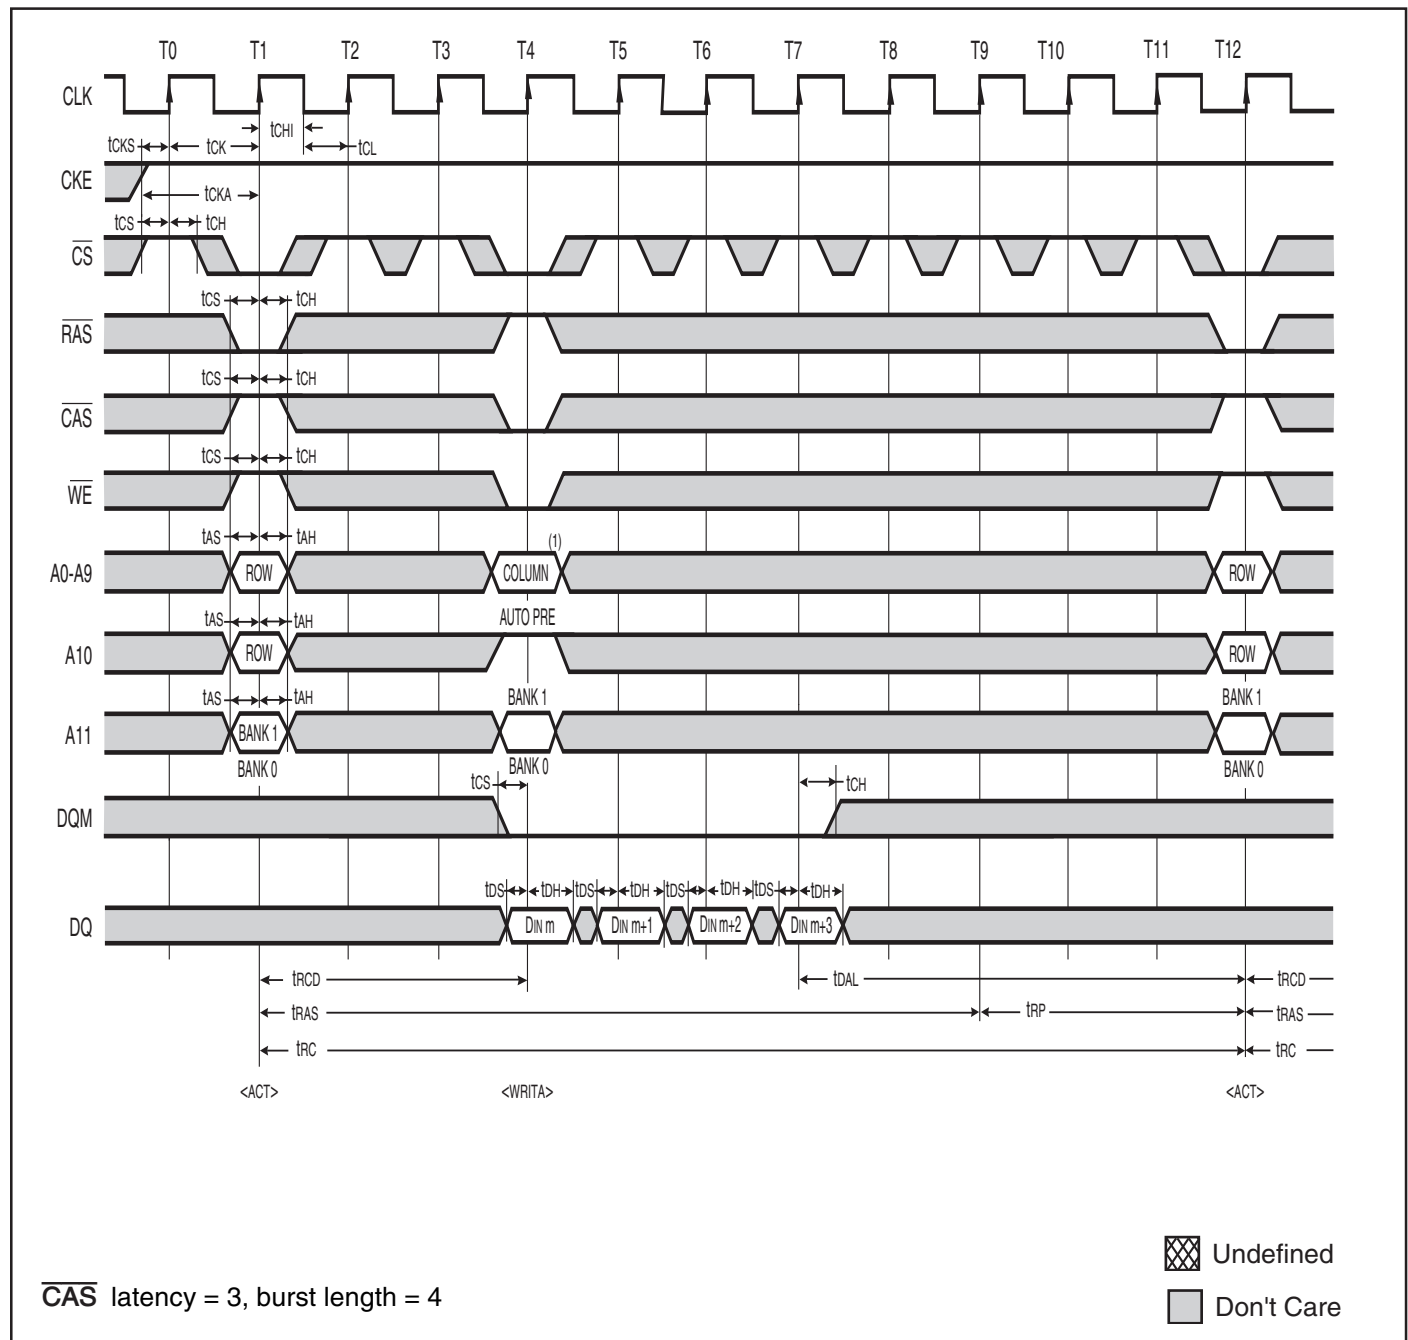 T0 T1 T2 T3 T4 T5 T6 T7 T8 T9 T10 T11 T12
CLK
tCHI
tCKS tCK tCL
CKE
tCKA
tCS tCH
CS
tCS tCH
RAS
tCS tCH
CAS
tCS tCH
WE
tAS tAH
(1)
A0-A9 ROW COLUMN ROW
tAS tAH AUTO PRE
A10 ROW ROW
tAS tAH BANK 1 BANK 1
A11 BANK 1
BANK 0 BANK 0 BANK 0
tCS tCH
DQM
tDS tDH tDS tDH tDS tDH tDS tDH
DQ DIN m DIN m+1 DIN m+2 DIN m+3
tRCD tDAL tRCD
tRAS tRP tRAS
tRC tRC
<ACT> <WRITA> <ACT>
Undefined
CAS latency = 3, burst length = 4
Don't Care